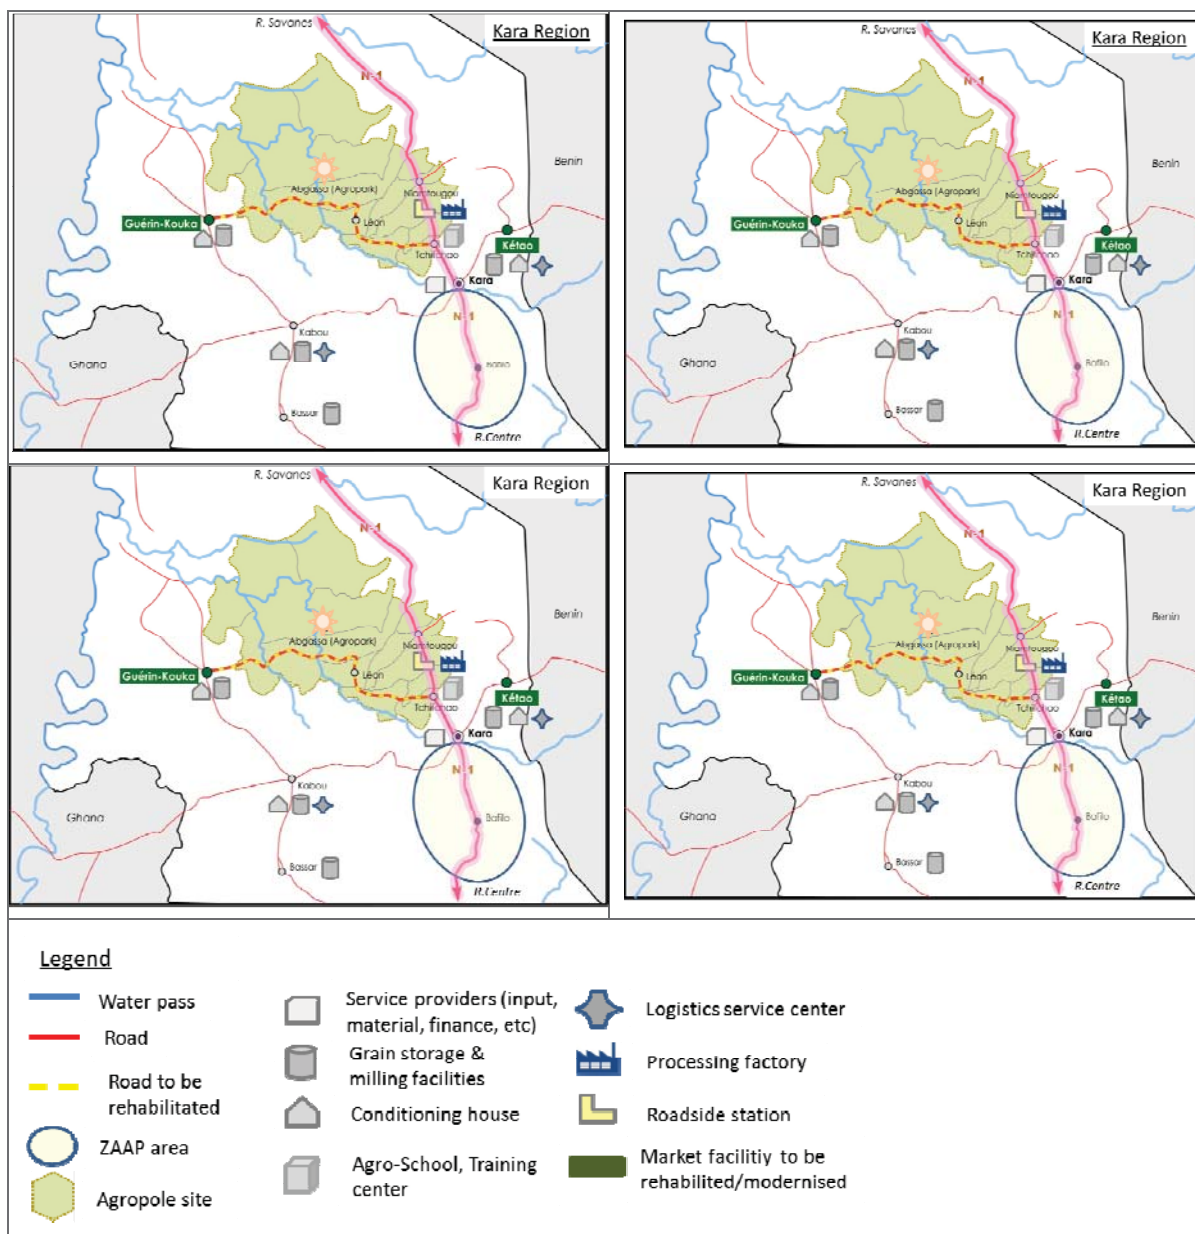 R. Savanes
Kara Region
N-1
Benin
Abgassa (Agropark)
Niamtougou
Guérin-Kouka
Léon
Kétao
Tchitchao
Kara
N-1
Kabou
Ghana
Bafilo
Bassar
R.Centre
R. Savanes
Kara Region
N-1
Benin
Abgassa (Agropark)
Niamtougou
Guérin-Kouka
Léon
Kétao
Tchitchao
Kara
N-1
Kabou
Ghana
Bafilo
Bassar
R.Centre
R. Savanes
Kara Region
N-1
Benin
Abgassa (Agropark)
Niamtougou
Guérin-Kouka
Léon
Kétao
Tchitchao
Kara
N-1
Kabou
Ghana
Bafilo
Bassar
R.Centre
R. Savanes
Kara Region
N-1
Benin
Abgassa (Agropark)
Niamtougou
Guérin-Kouka
Léon
Kétao
Tchitchao
Kara
N-1
Kabou
Ghana
Bafilo
Bassar
R.Centre
Legend
Water pass
Road
Road to be
rehabilitated
ZAAP area
Agropole site
Service providers (input,
material, finance, etc)
Grain storage &
milling facilities
Conditioning house
Agro-School, Training
center
Logistics service center
Processing factory
Roadside station
Market facilitiy to be
rehabilited/modernised